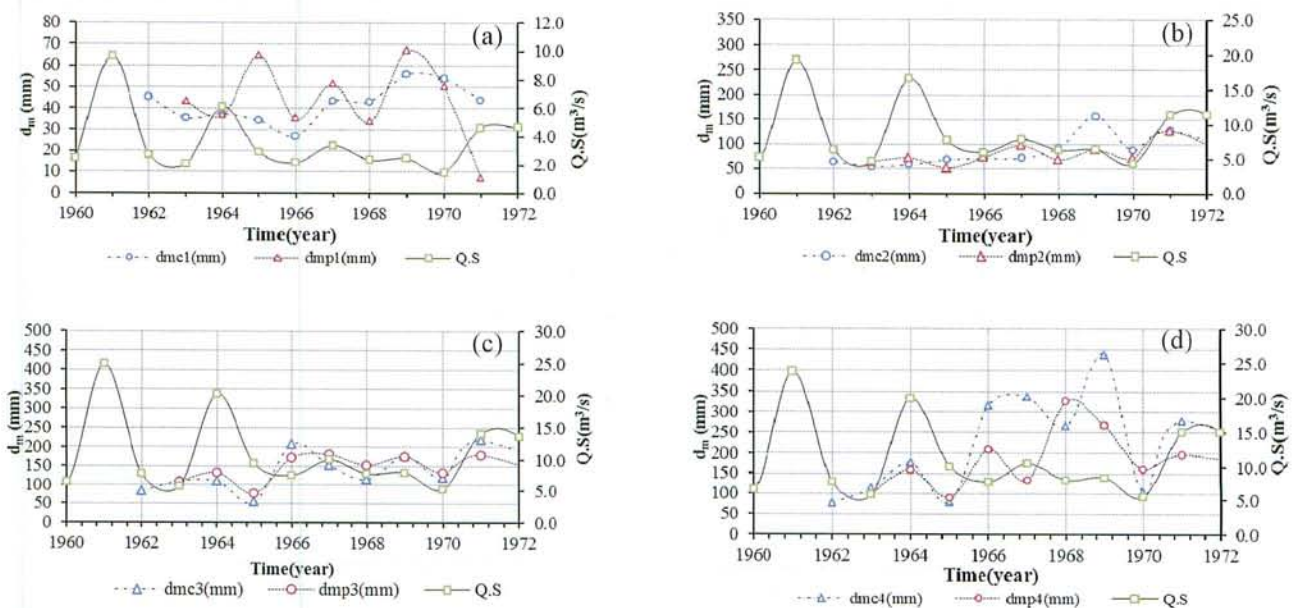 (a)
80
70
60
50
40
30
20
10
0
d_m (mm)
12.0
10.0
8.0
6.0
4.0
2.0
0.0
Q.S(m³/s)
1960 1962 1964 1966 1968 1970 1972
Time(year)
dmc1(mm) dmp1(mm) Q.S
(b)
350
300
250
200
150
100
50
0
d_m (mm)
25.0
20.0
15.0
10.0
5.0
0.0
Q.S(m³/s)
1960 1962 1964 1966 1968 1970 1972
Time(year)
dmc2(mm) dmp2(mm) Q.S
(c)
500
450
400
350
300
250
200
150
100
50
0
d_m (mm)
30.0
25.0
20.0
15.0
10.0
5.0
0.0
Q.S(m³/s)
1960 1962 1964 1966 1968 1970 1972
Time(year)
dmc3(mm) dmp3(mm) Q.S
(d)
500
450
400
350
300
250
200
150
100
50
0
d_m (mm)
30.0
25.0
20.0
15.0
10.0
5.0
0.0
Q.S(m³/s)
1960 1962 1964 1966 1968 1970 1972
Time(year)
dmc4(mm) dmp4(mm) Q.S